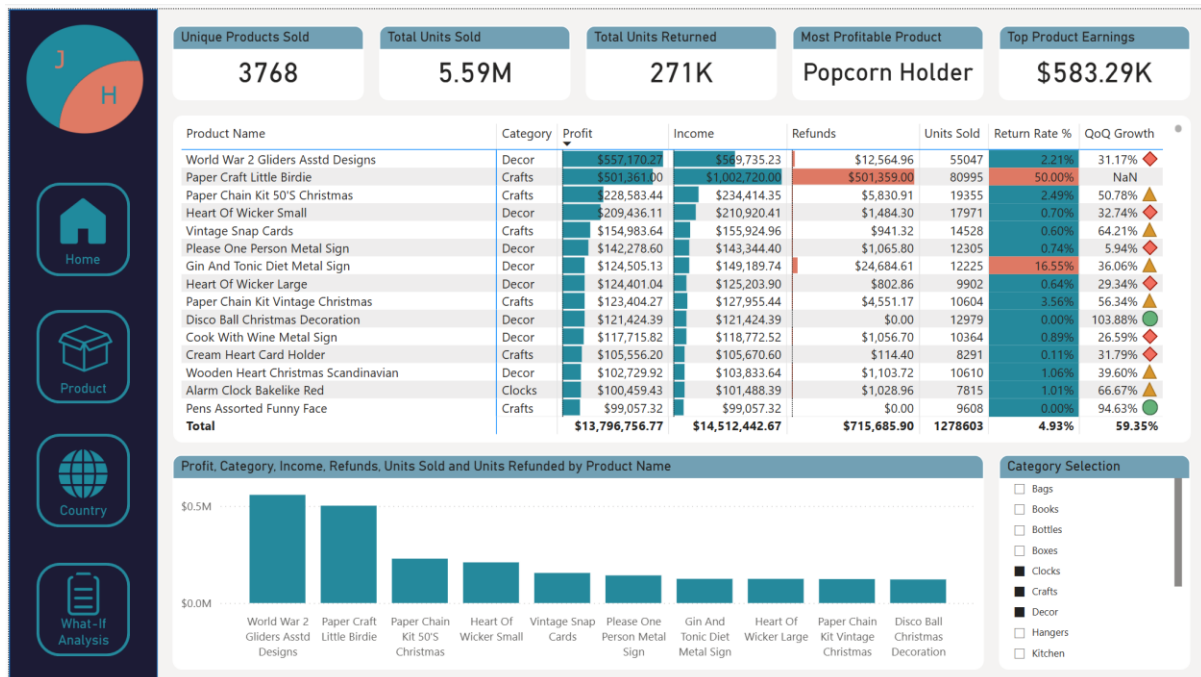 J
H
Home
Product
Country
What-If
Analysis
Unique Products Sold
3768
Total Units Sold
5.59M
Total Units Returned
271K
Most Profitable Product
Popcorn Holder
Top Product Earnings
$583.29K
Product Name Category Profit Income Refunds Units Sold Return Rate % QoQ Growth
World War 2 Gliders Asstd Designs Decor $557,170.27 $569,735.23 $12,564.96 55047 2.21% 31.17%
Paper Craft Little Birdie Crafts $501,361.00 $1,002,720.00 $501,359.00 80995 50.00% NaN
Paper Chain Kit 50'S Christmas Crafts $228,583.44 $234,414.35 $5,830.91 19355 2.49% 50.78%
Heart Of Wicker Small Decor $209,436.11 $210,920.41 $1,484.30 17971 0.70% 32.74%
Vintage Snap Cards Crafts $154,983.64 $155,924.96 $941.32 14528 0.60% 64.21%
Please One Person Metal Sign Decor $142,278.60 $143,344.40 $1,065.80 12305 0.74% 5.94%
Gin And Tonic Diet Metal Sign Decor $124,505.13 $149,189.74 $24,684.61 12225 16.55% 36.06%
Heart Of Wicker Large Decor $124,401.04 $125,203.90 $802.86 9902 0.64% 29.34%
Paper Chain Kit Vintage Christmas Crafts $123,404.27 $127,955.44 $4,551.17 10604 3.56% 56.34%
Disco Ball Christmas Decoration Decor $121,424.39 $121,424.39 $0.00 12979 0.00% 103.88%
Cook With Wine Metal Sign Decor $117,715.82 $118,772.52 $1,056.70 10364 0.89% 26.59%
Cream Heart Card Holder Crafts $105,556.20 $105,670.60 $114.40 8291 0.11% 31.79%
Wooden Heart Christmas Scandinavian Decor $102,729.92 $103,833.64 $1,103.72 10610 1.06% 39.60%
Alarm Clock Bakelike Red Clocks $100,459.43 $101,488.39 $1,028.96 7815 1.01% 66.67%
Pens Assorted Funny Face Crafts $99,057.32 $99,057.32 $0.00 9608 0.00% 94.63%
Total $13,796,756.77 $14,512,442.67 $715,685.90 1278603 4.93% 59.35%
Profit, Category, Income, Refunds, Units Sold and Units Refunded by Product Name
$0.5M
$0.0M
World War 2 Gliders Asstd Designs
Paper Craft Little Birdie
Paper Chain Kit 50'S Christmas
Heart Of Wicker Small
Vintage Snap Cards
Please One Person Metal Sign
Gin And Tonic Diet Metal Sign
Heart Of Wicker Large
Paper Chain Kit Vintage Christmas
Disco Ball Christmas Decoration
Category Selection
Bags
Books
Bottles
Boxes
Clocks
Crafts
Decor
Hangers
Kitchen